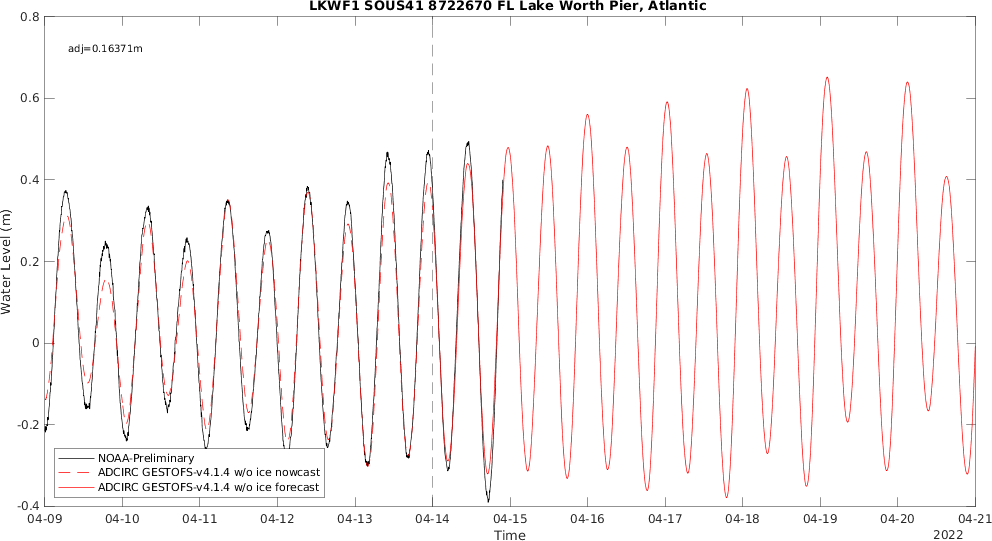 LKWF1 SOUS41 8722670 FL Lake Worth Pier, Atlantic
0.8
adj=0.16371m
0.6
0.4
0.2
0
-0.2
-0.4
Water Level (m)
NOAA-Preliminary
ADCIRC GESTOFS-v4.1.4 w/o ice nowcast
ADCIRC GESTOFS-v4.1.4 w/o ice forecast
04-09 04-10 04-11 04-12 04-13 04-14 04-15 04-16 04-17 04-18 04-19 04-20 04-21
Time
2022